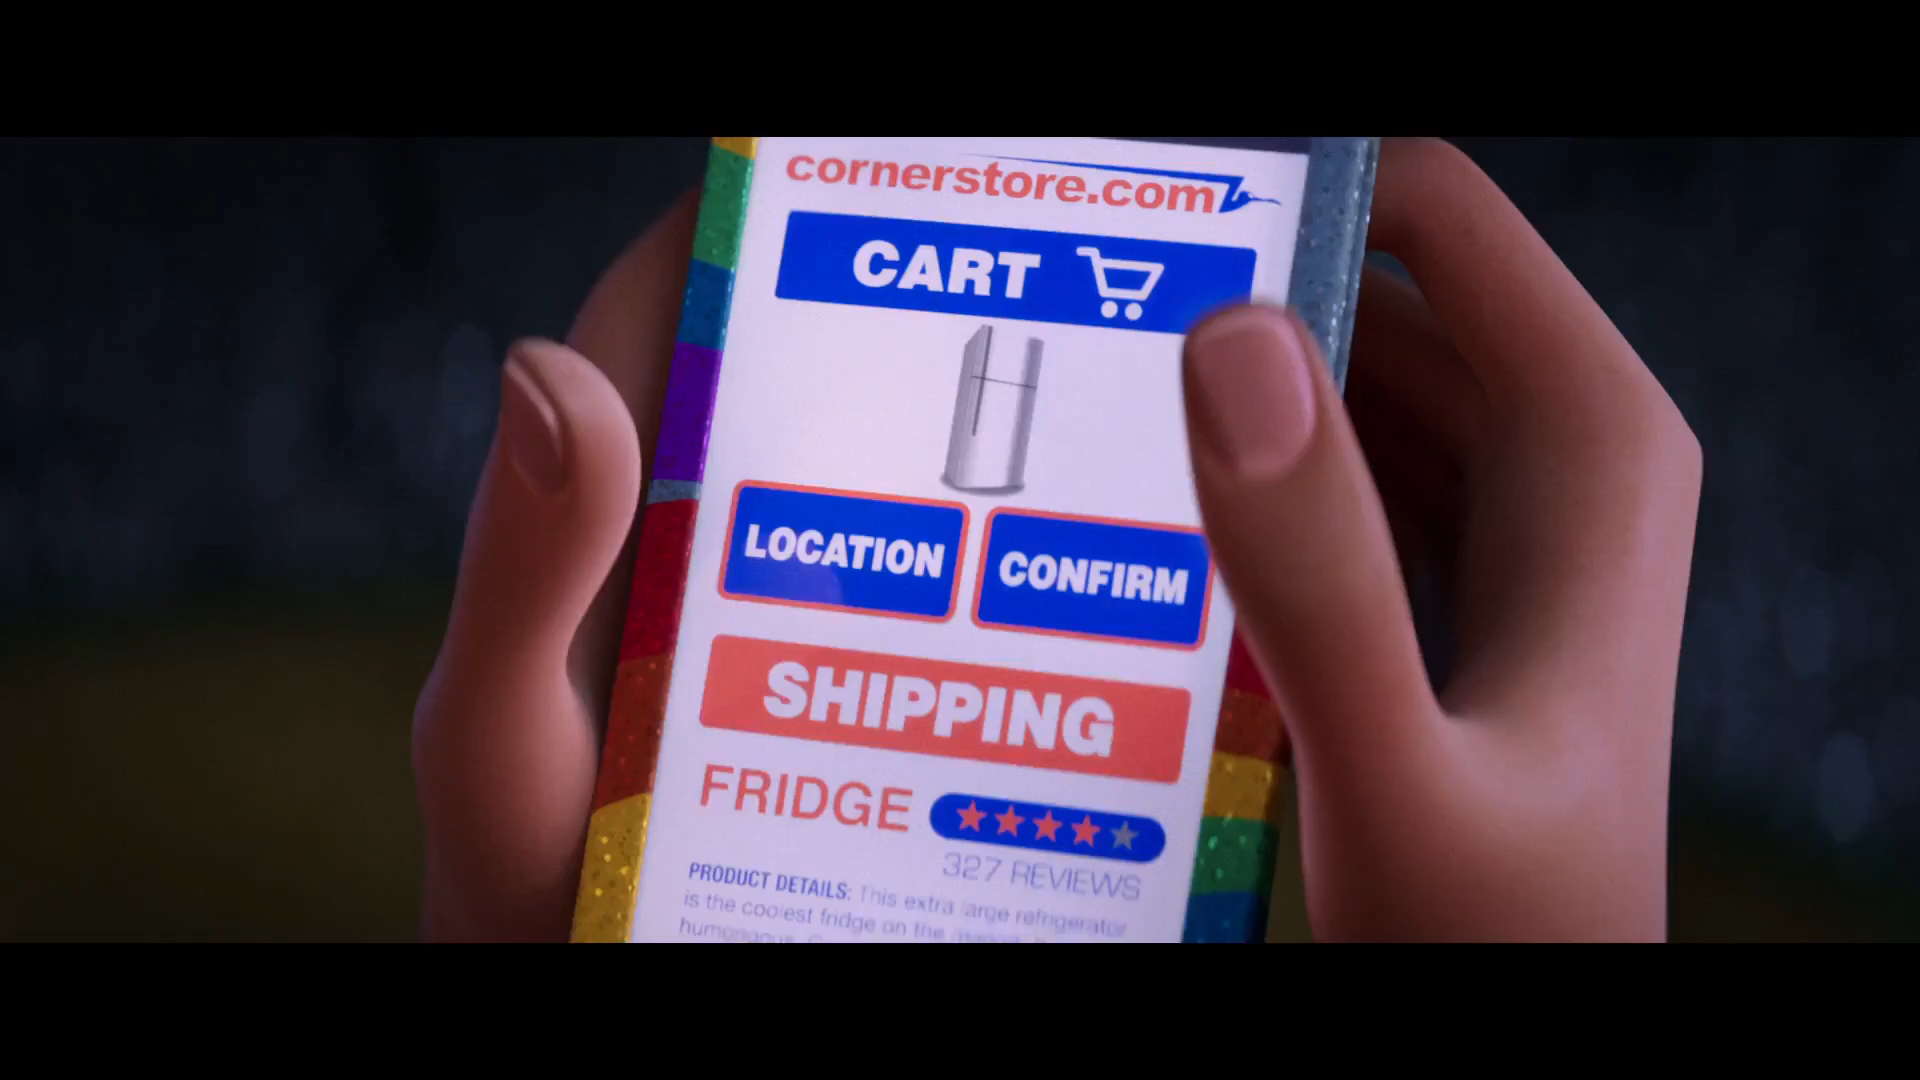 cornerstore.com
CART
LOCATION CONFIRM
SHIPPING
FRIDGE
327 REVIEWS
PRODUCT DETAILS: This extra large refrigerator
is the coolest fridge on the
humongous.